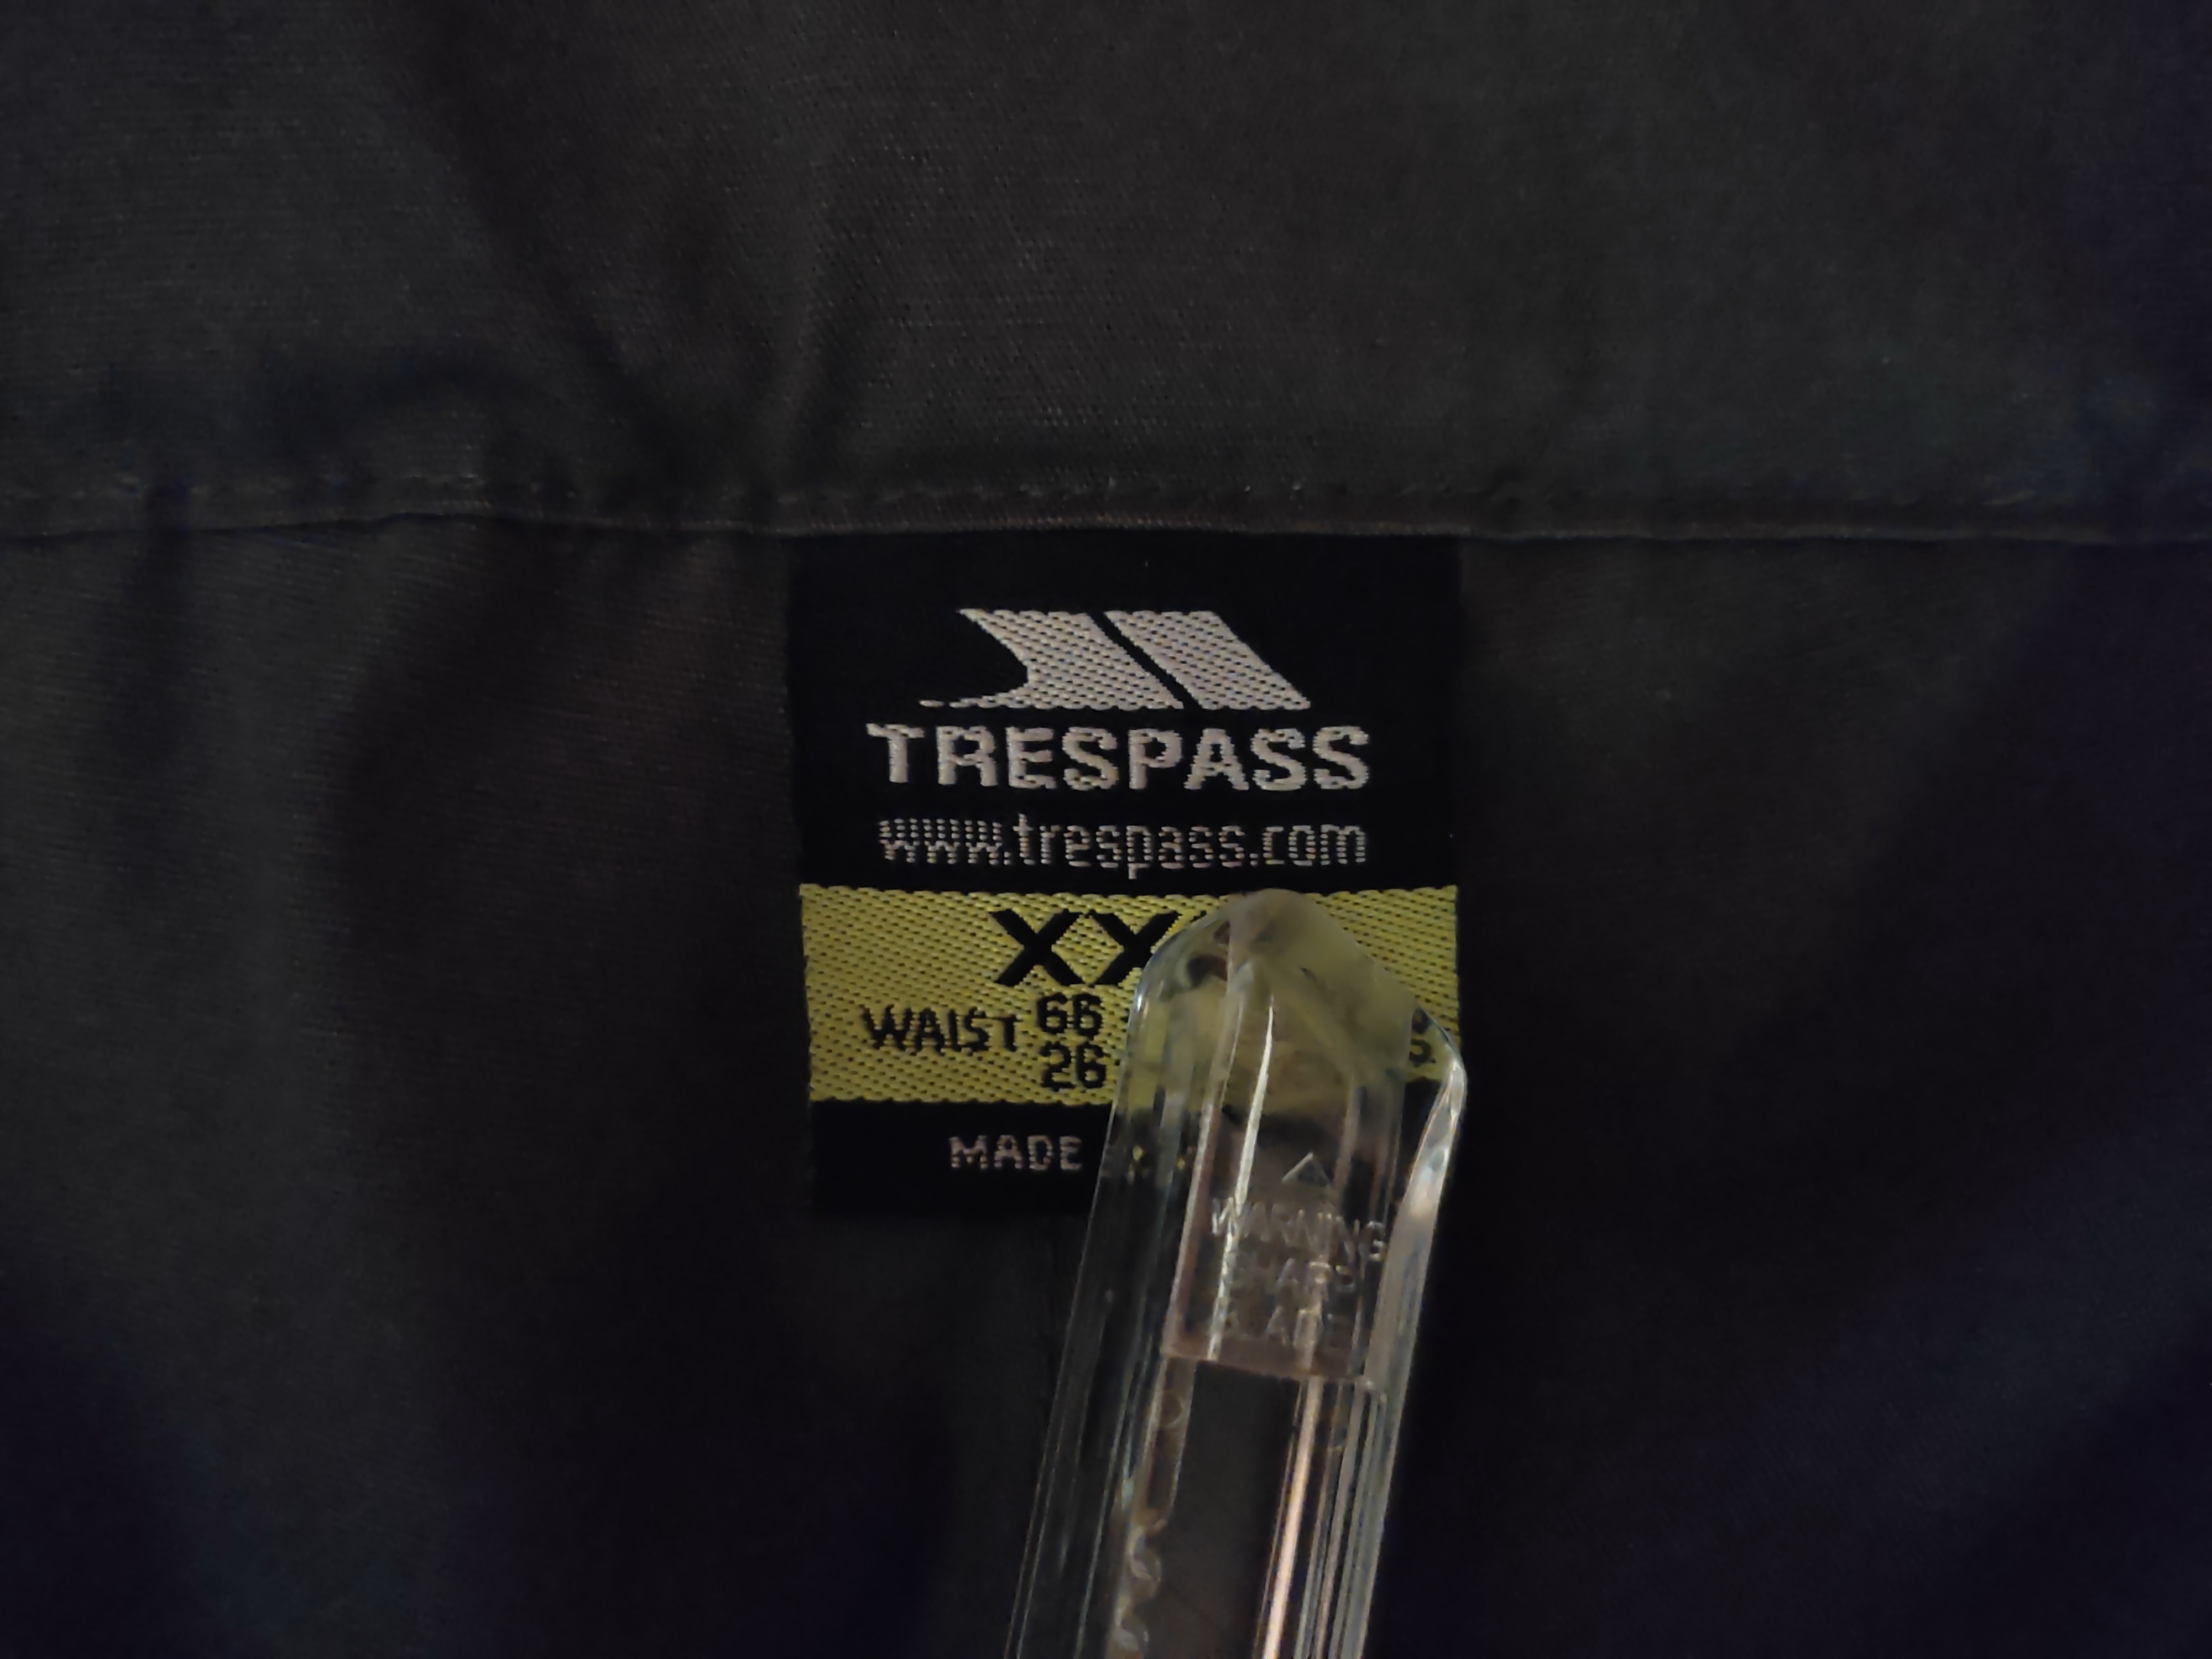 TRESPASS
www.trespass.com
XX
WAIST 66
26
MADE
WARNING
SHARP
BLADE